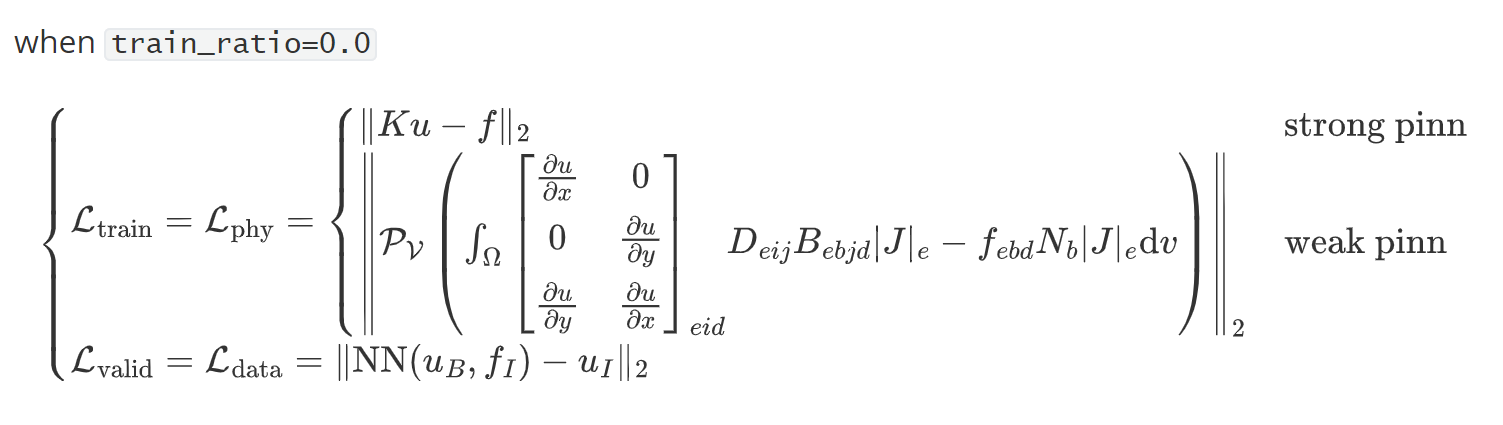 when train_ratio=0.0
‖Ku − f‖₂ strong pinn
ℒ_train = ℒ_phy = ‖𝒫_𝒱 ( ∫_Ω [ ∂u/∂x 0 ; 0 ∂u/∂y ; ∂u/∂y ∂u/∂x ]_eid D_eij B_ebjd |J|_e − f_ebd N_b |J|_e dv )‖₂ weak pinn
ℒ_valid = ℒ_data = ‖NN(u_B, f_I) − u_I‖₂